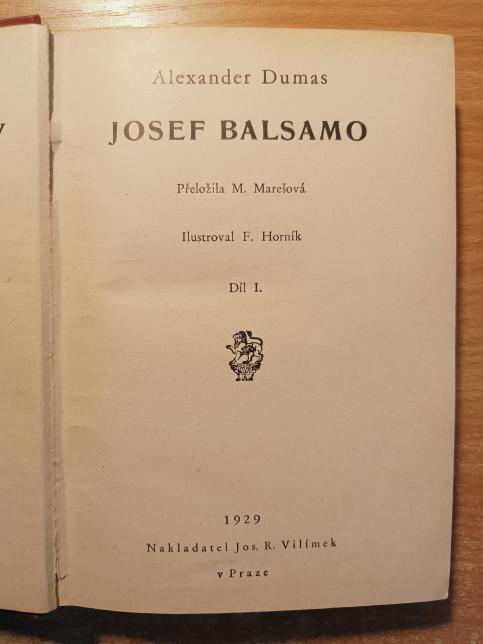 Alexander Dumas
JOSEF BALSAMO
Přeložila M. Marešová
Ilustroval F. Horník
Díl I.
1929
Nakladatel Jos. R. Vilímek
v Praze